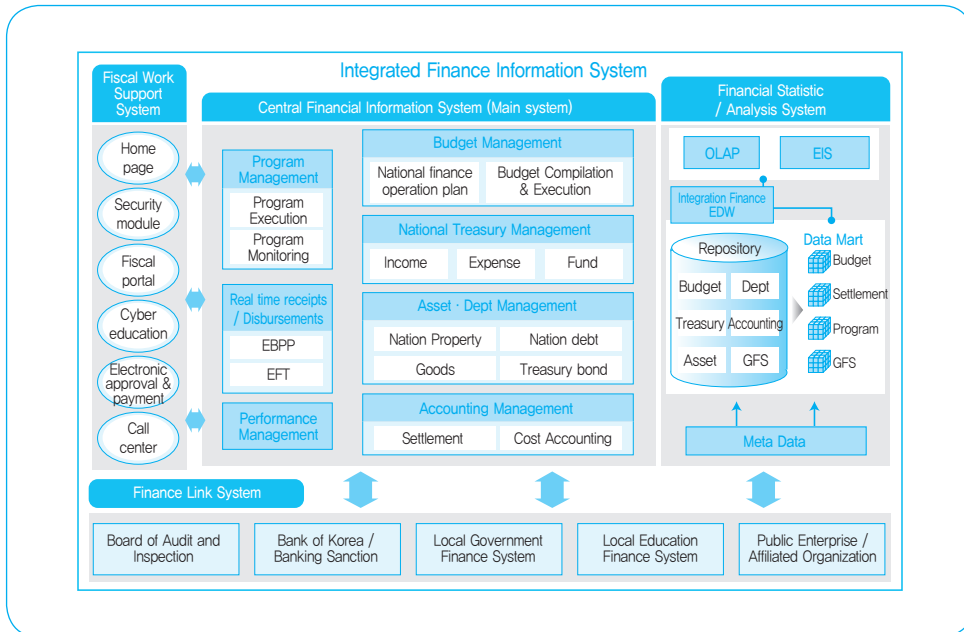 Integrated Finance Information System
Fiscal Work
Support
System
Home
page
Security
module
Fiscal
portal
Cyber
education
Electronic
approval &
payment
Call
center
Central Financial Information System (Main system)
Program
Management
Program
Execution
Program
Monitoring
Real time receipts
/ Disbursements
EBPP
EFT
Performance
Management
Budget Management
National finance
operation plan
Budget Compilation
& Execution
National Treasury Management
Income
Expense
Fund
Asset · Dept Management
Nation Property
Nation debt
Goods
Treasury bond
Accounting Management
Settlement
Cost Accounting
Financial Statistic
/ Analysis System
OLAP
EIS
Integration Finance
EDW
Repository
Budget
Dept
Treasury
Accounting
Asset
GFS
Data Mart
Budget
Settlement
Program
GFS
Meta Data
Finance Link System
Board of Audit and
Inspection
Bank of Korea /
Banking Sanction
Local Government
Finance System
Local Education
Finance System
Public Enterprise /
Affiliated Organization